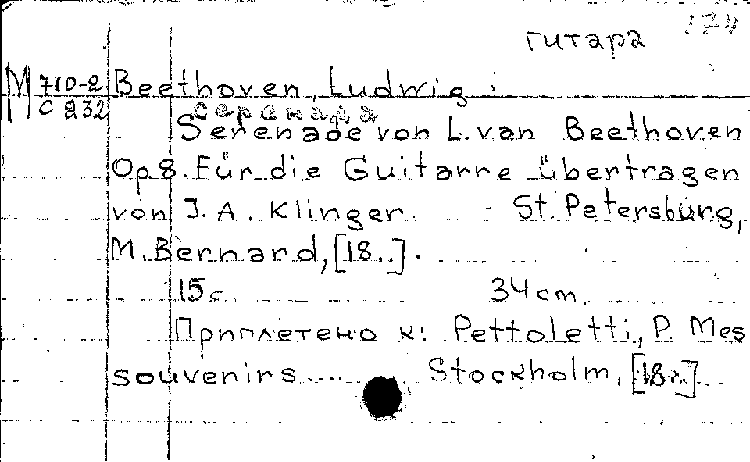 гитара 174
М 710-2 Beethoven, Ludwig.
С 232 серенада
Serenade von L. van Beethoven
Op 8. Für die Guitarre übertragen
von J. A. Klinger. St. Petersburg,
M. Bernard, [18..].
15 с. 34 cm.
Приплетено к: Pettoletti, P. Mes
souvenirs..... Stockholm, [18..]